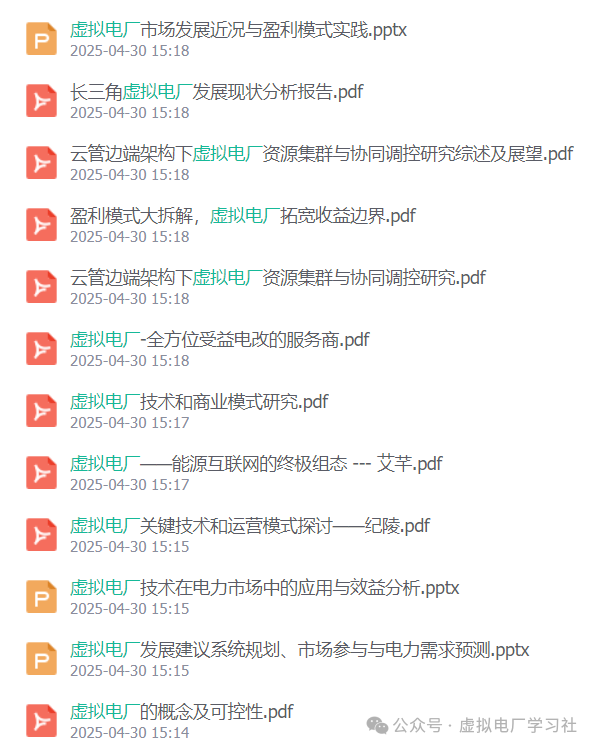 虚拟电厂市场发展近况与盈利模式实践.pptx
2025-04-30 15:18
长三角虚拟电厂发展现状分析报告.pdf
2025-04-30 15:18
云管边端架构下虚拟电厂资源集群与协同调控研究综述及展望.pdf
2025-04-30 15:18
盈利模式大拆解，虚拟电厂拓宽收益边界.pdf
2025-04-30 15:18
云管边端架构下虚拟电厂资源集群与协同调控研究.pdf
2025-04-30 15:18
虚拟电厂-全方位受益电改的服务商.pdf
2025-04-30 15:18
虚拟电厂技术和商业模式研究.pdf
2025-04-30 15:17
虚拟电厂——能源互联网的终极组态 --- 艾芊.pdf
2025-04-30 15:17
虚拟电厂关键技术和运营模式探讨——纪陵.pdf
2025-04-30 15:15
虚拟电厂技术在电力市场中的应用与效益分析.pptx
2025-04-30 15:15
虚拟电厂发展建议系统规划、市场参与与电力需求预测.pptx
2025-04-30 15:15
虚拟电厂的概念及可控性.pdf
2025-04-30 15:14
公众号 · 虚拟电厂学习社